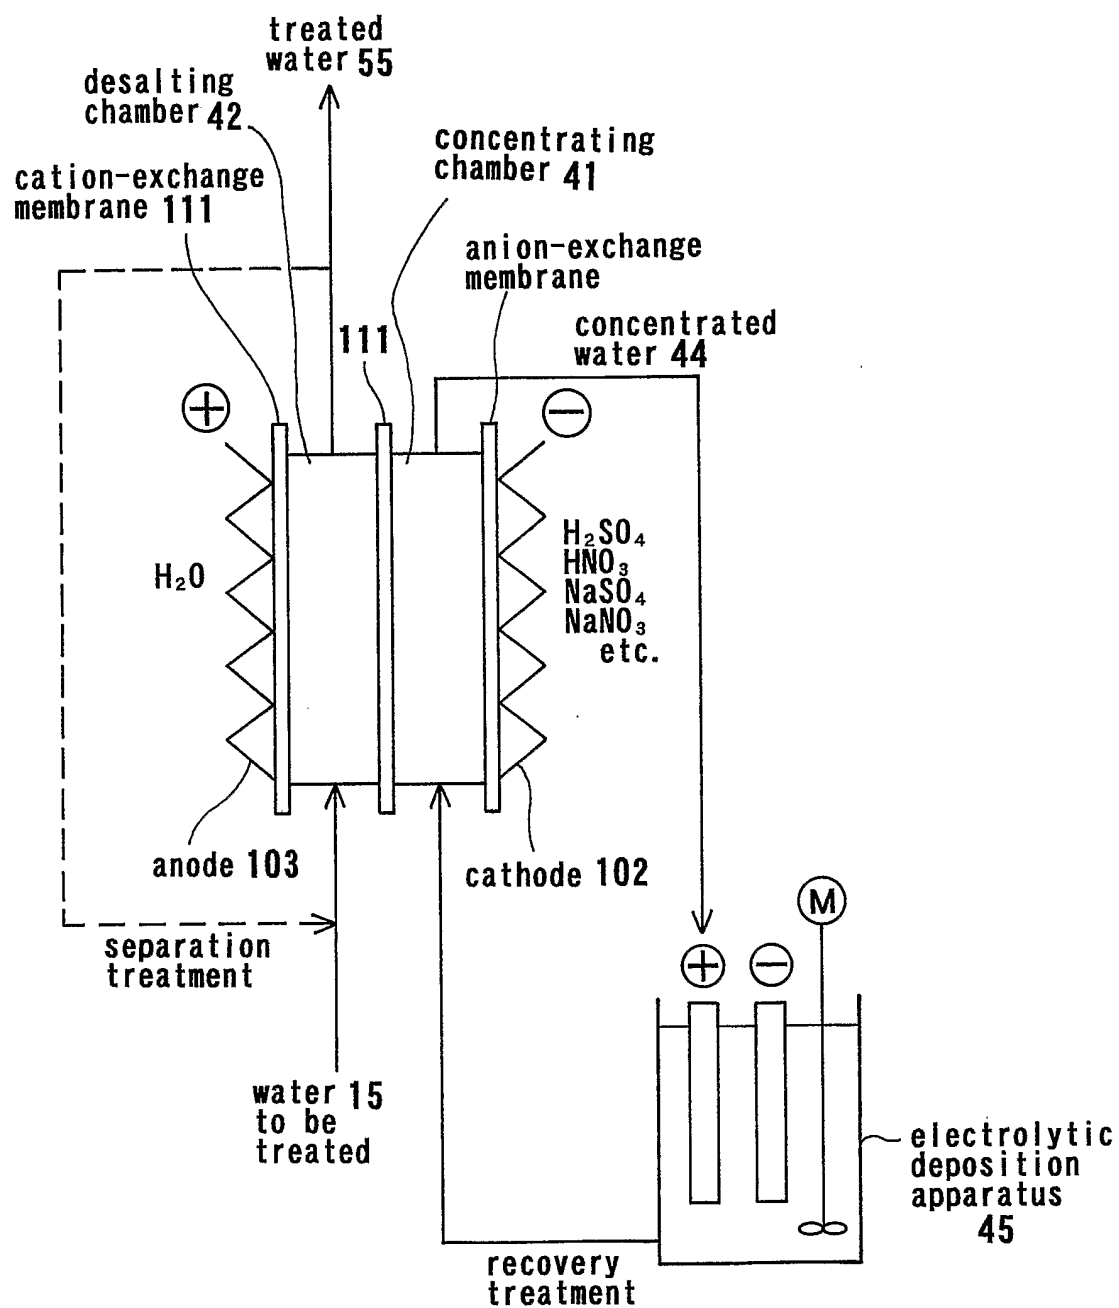 treated
water 55
desalting
chamber 42
concentrating
chamber 41
cation-exchange
membrane 111
anion-exchange
membrane
concentrated
water 44
111
+
−
H₂O
H₂SO₄
HNO₃
NaSO₄
NaNO₃
etc.
anode 103
cathode 102
M
separation
treatment
+
−
water 15
to be
treated
electrolytic
deposition
apparatus
45
recovery
treatment